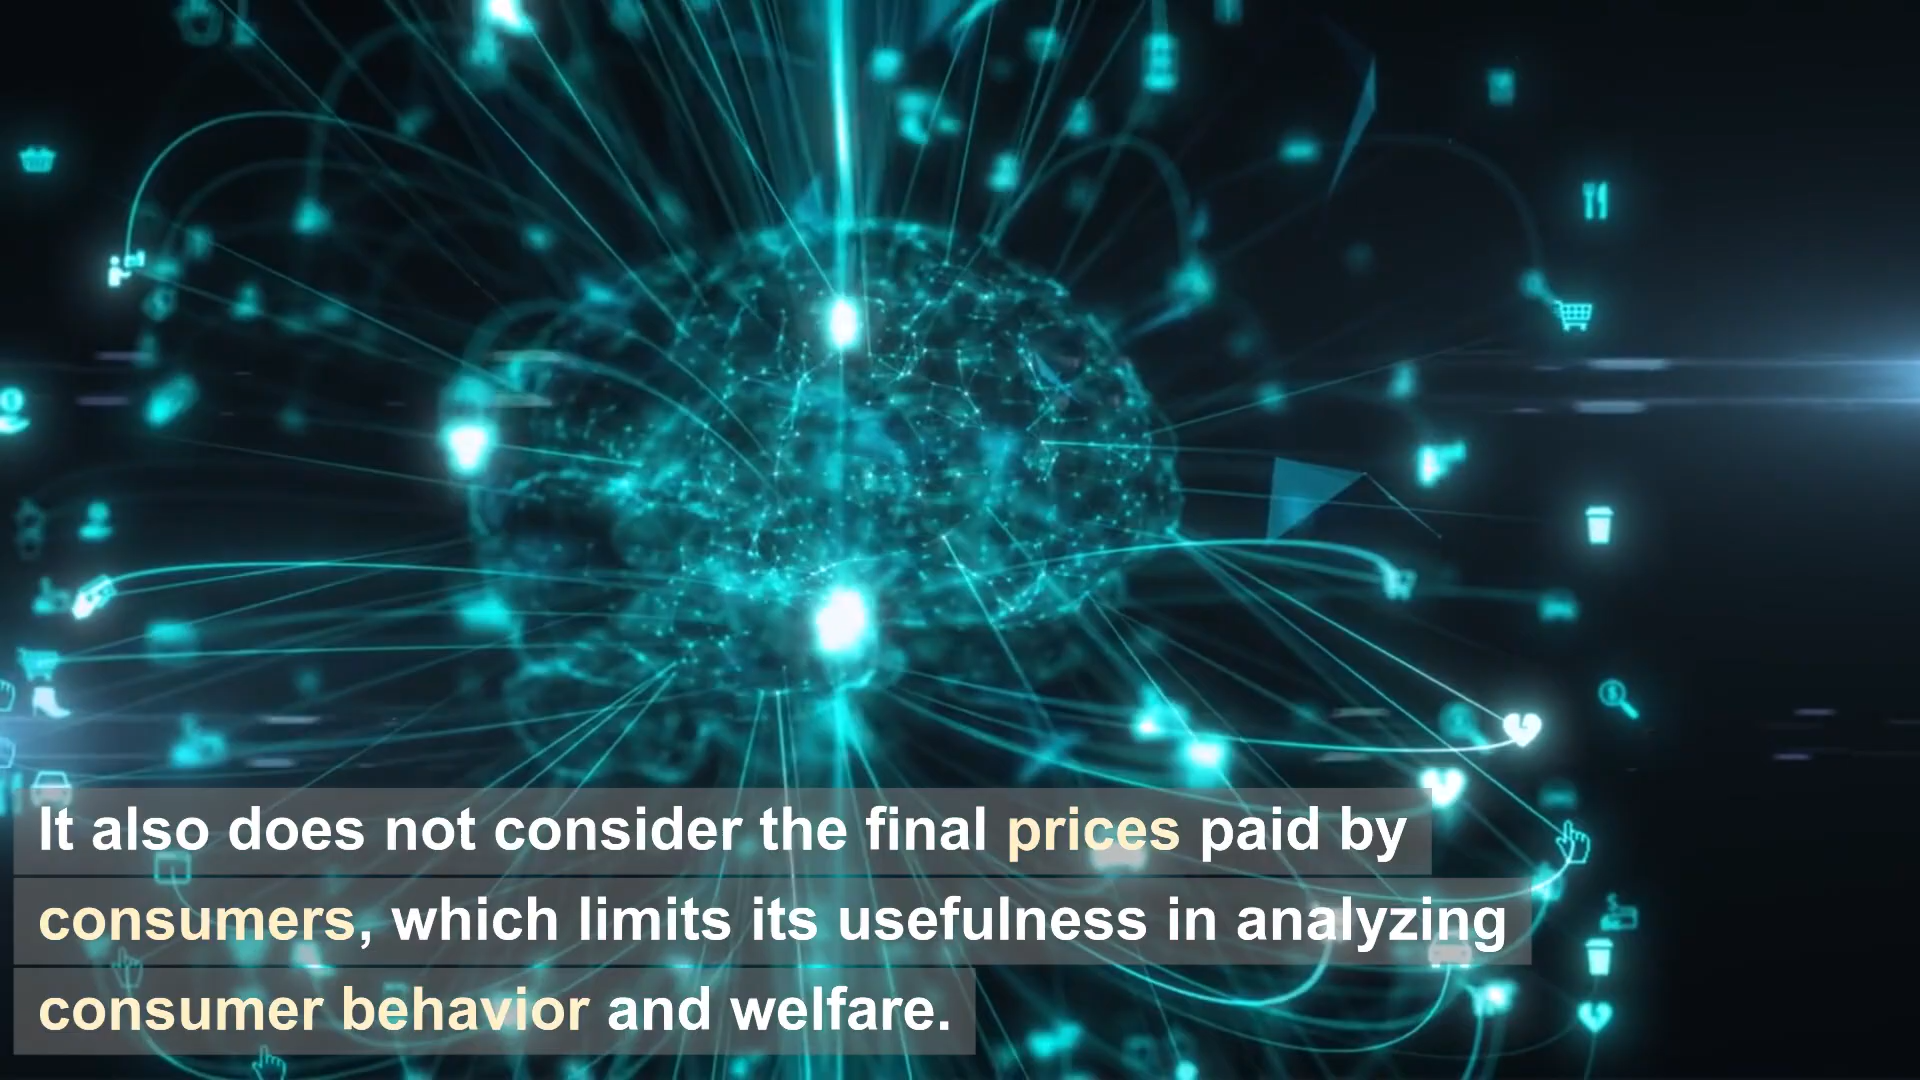 It also does not consider the final prices paid by
consumers, which limits its usefulness in analyzing
consumer behavior and welfare.